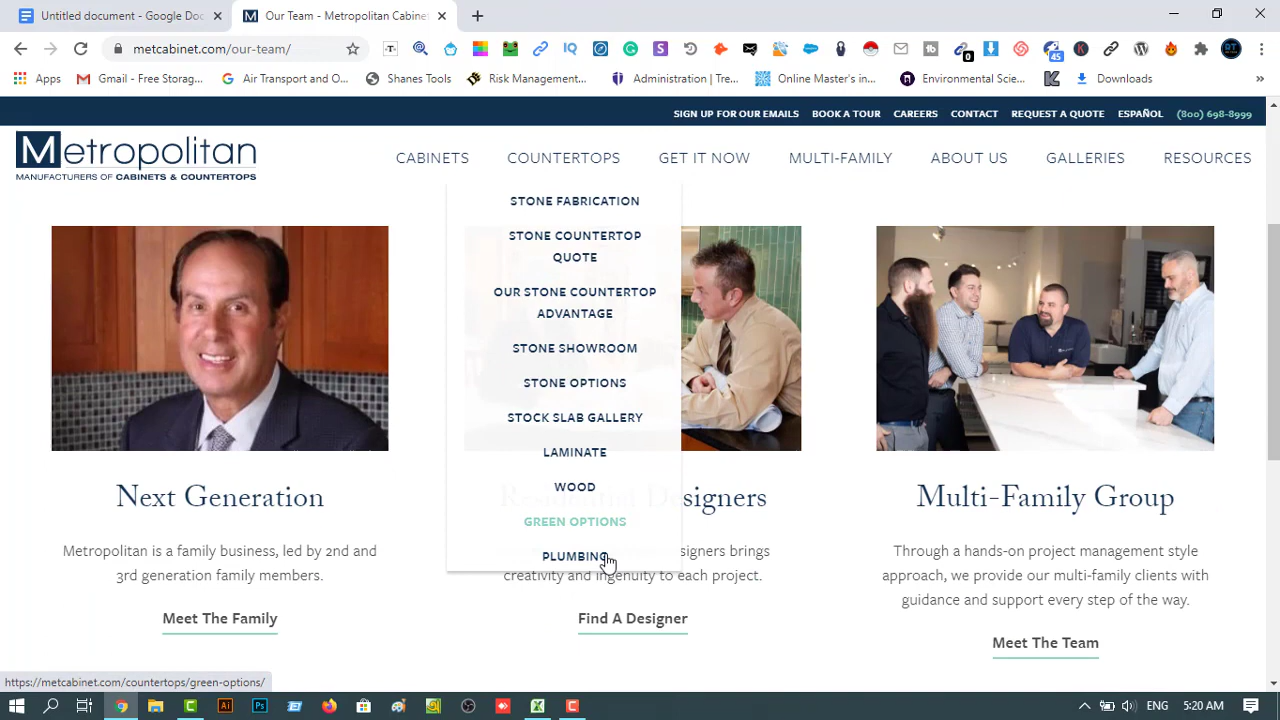 Untitled document - Google Doc
Our Team - Metropolitan Cabine
metcabinet.com/our-team/
0
45
Apps
Gmail - Free Storag...
Air Transport and O...
Shanes Tools
Risk Management...
Administration | Tre...
Online Master's in...
Environmental Scie...
Downloads
SIGN UP FOR OUR EMAILS BOOK A TOUR CAREERS CONTACT REQUEST A QUOTE ESPAÑOL (800) 698-8999
Metropolitan
MANUFACTURERS OF CABINETS & COUNTERTOPS
CABINETS COUNTERTOPS GET IT NOW MULTI-FAMILY ABOUT US GALLERIES RESOURCES
STONE FABRICATION
STONE COUNTERTOP
QUOTE
OUR STONE COUNTERTOP
ADVANTAGE
STONE SHOWROOM
STONE OPTIONS
STOCK SLAB GALLERY
LAMINATE
WOOD
GREEN OPTIONS
PLUMBING
Next Generation
Metropolitan is a family business, led by 2nd and
3rd generation family members.
Meet The Family
Residential Designers
signers brings
creativity and ingenuity to each project.
Find A Designer
Multi-Family Group
Through a hands-on project management style
approach, we provide our multi-family clients with
guidance and support every step of the way.
Meet The Team
https://metcabinet.com/countertops/green-options/
ENG
5:20 AM